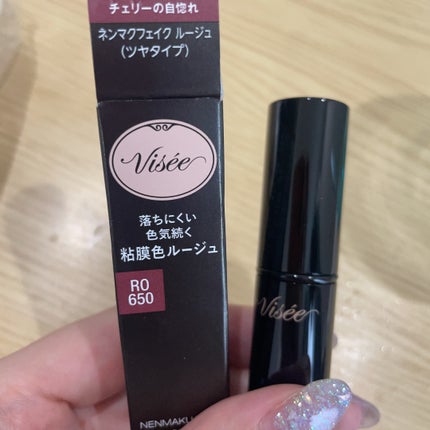 チェリーの自惚れ
ネンマクフェイク ルージュ
(ツヤタイプ)
Visée
落ちにくい
色気続く
粘膜色ルージュ
RO
650
NENMAKU
Visée